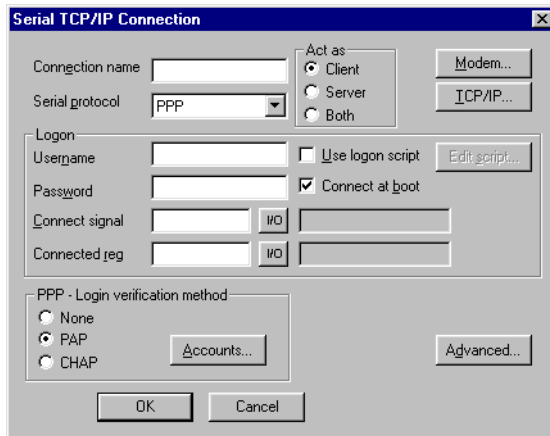 Serial TCP/IP Connection
Connection name
Serial protocol
PPP
Act as
Client
Server
Both
Modem...
TCP/IP...
Logon
Username
Use logon script
Edit script...
Password
Connect at boot
Connect signal
I/O
Connected reg
I/O
PPP - Login verification method
None
PAP
CHAP
Accounts...
Advanced...
OK
Cancel